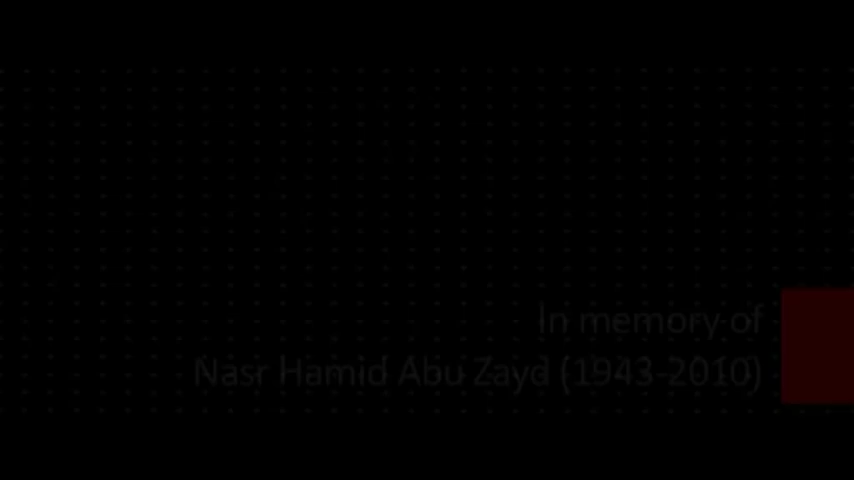 In memory of
Nasr Hamid Abu Zayd (1943-2010)